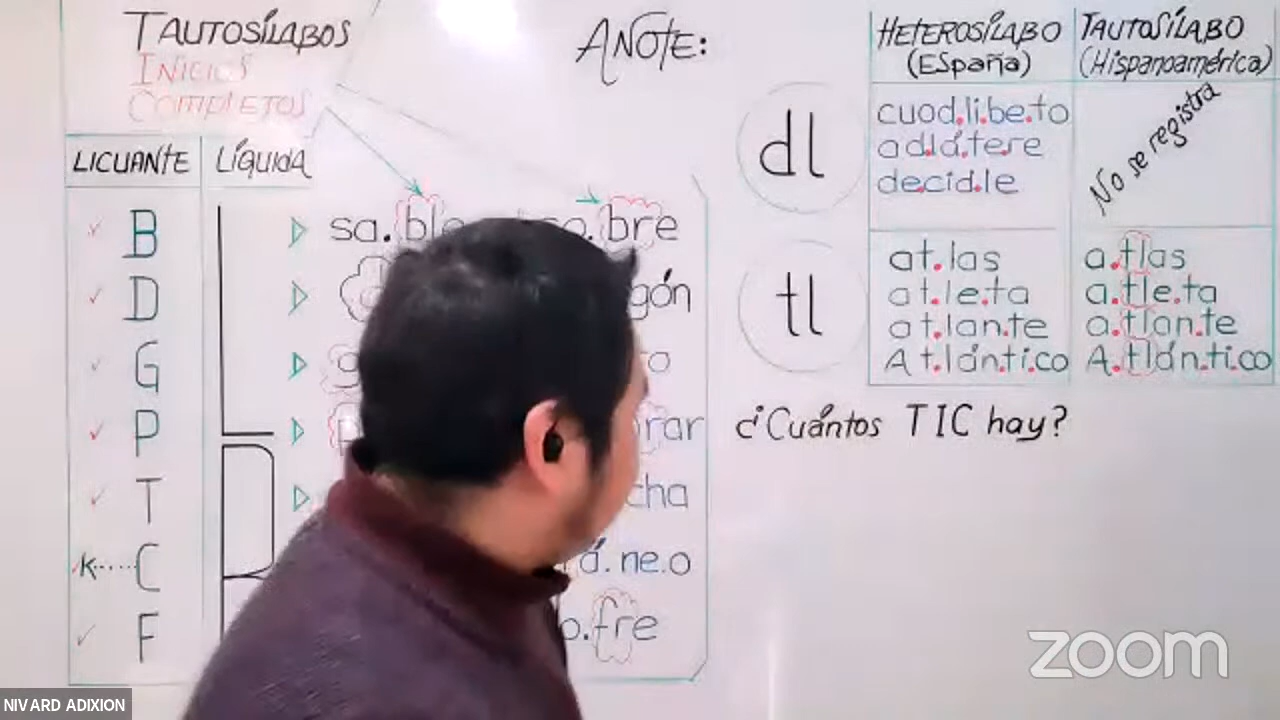 TAUTOSÍLABOS
INICIOS
COMPLETOS
LICUANTE LÍQUIDA
B
D
G
P
T
K.....C
F
sa.ble
bre
gón
o
rar
cha
á.ne.o
o.fre
ANOTE:
HETEROSÍLABO
(España)
TAUTOSÍLABO
(Hispanoamérica)
dl
cuod.li.be.to
ad.lá.te.re
de.cid.le
No se registra
tl
at.las
at.le.ta
at.lan.te
At.lán.ti.co
a.tlas
a.tle.ta
a.tlan.te
A.tlán.ti.co
¿Cuántos TIC hay?
zoom
NIVARD ADIXION